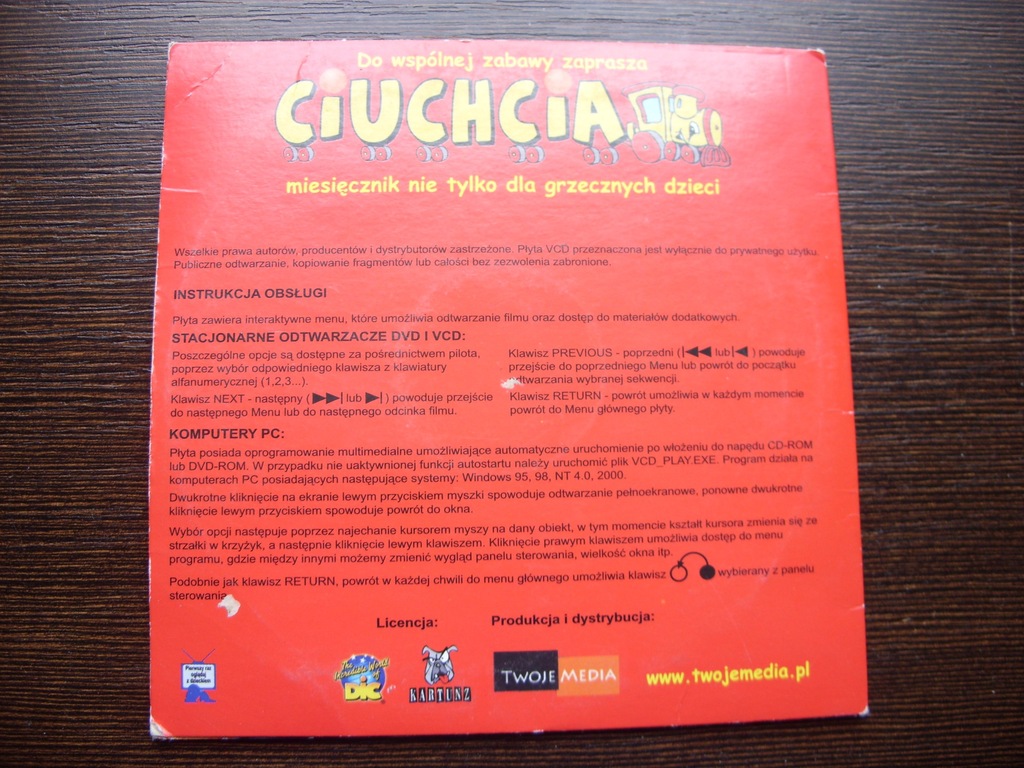 Do wspólnej zabawy zaprasza
CiUCHCiA
miesięcznik nie tylko dla grzecznych dzieci
Wszelkie prawa autorów, producentów i dystrybutorów zastrzeżone. Płyta VCD przeznaczona jest wyłącznie do prywatnego użytku.
Publiczne odtwarzanie, kopiowanie fragmentów lub całości bez zezwolenia zabronione.
INSTRUKCJA OBSŁUGI
Płyta zawiera interaktywne menu, które umożliwia odtwarzanie filmu oraz dostęp do materiałów dodatkowych.
STACJONARNE ODTWARZACZE DVD I VCD:
Poszczególne opcje są dostępne za pośrednictwem pilota,
poprzez wybór odpowiedniego klawisza z klawiatury
alfanumerycznej (1,2,3...).
Klawisz NEXT - następny (▶▶| lub ▶|) powoduje przejście
do następnego Menu lub do następnego odcinka filmu.
Klawisz PREVIOUS - poprzedni (|◀◀ lub |◀) powoduje
przejście do poprzedniego Menu lub powrót do początku
odtwarzania wybranej sekwencji.
Klawisz RETURN - powrót umożliwia w każdym momencie
powrót do Menu głównego płyty.
KOMPUTERY PC:
Płyta posiada oprogramowanie multimedialne umożliwiające automatyczne uruchomienie po włożeniu do napędu CD-ROM
lub DVD-ROM. W przypadku nie uaktywnionej funkcji autostartu należy uruchomić plik VCD_PLAY.EXE. Program działa na
komputerach PC posiadających następujące systemy: Windows 95, 98, NT 4.0, 2000.
Dwukrotne kliknięcie na ekranie lewym przyciskiem myszki spowoduje odtwarzanie pełnoekranowe, ponowne dwukrotne
kliknięcie lewym przyciskiem spowoduje powrót do okna.
Wybór opcji następuje poprzez najechanie kursorem myszy na dany obiekt, w tym momencie kształt kursora zmienia się ze
strzałki w krzyżyk, a następnie kliknięcie lewym klawiszem. Kliknięcie prawym klawiszem umożliwia dostęp do menu
programu, gdzie między innymi możemy zmienić wygląd panelu sterowania, wielkość okna itp.
Podobnie jak klawisz RETURN, powrót w każdej chwili do menu głównego umożliwia klawisz wybierany z panelu
sterowania.
Licencja:
Produkcja i dystrybucja:
Pierwszy raz
oglądaj
z dzieckiem
The
Incredible World
of
DIC
KARTUNZ
TWOJE MEDIA
www.twojemedia.pl